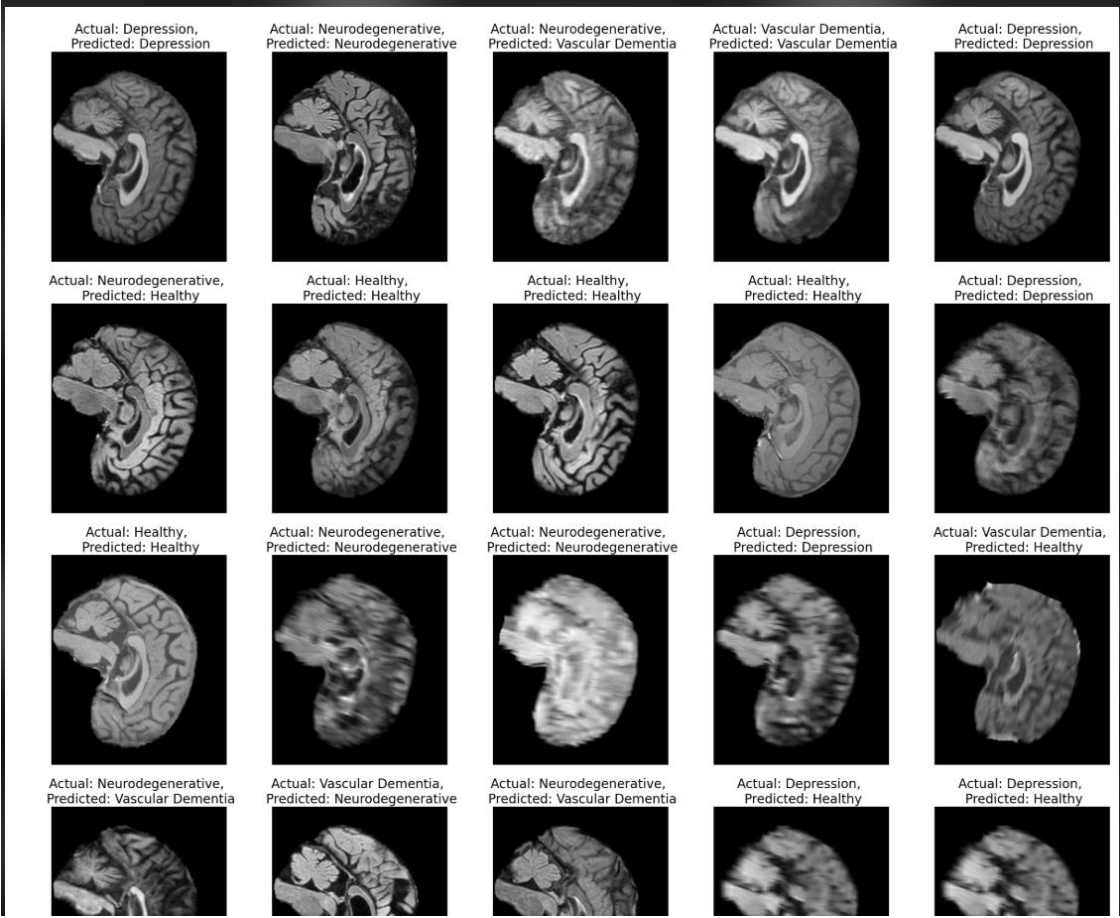 Actual: Depression,
Predicted: Depression
Actual: Neurodegenerative,
Predicted: Neurodegenerative
Actual: Neurodegenerative,
Predicted: Vascular Dementia
Actual: Vascular Dementia,
Predicted: Vascular Dementia
Actual: Depression,
Predicted: Depression
Actual: Neurodegenerative,
Predicted: Healthy
Actual: Healthy,
Predicted: Healthy
Actual: Healthy,
Predicted: Healthy
Actual: Healthy,
Predicted: Healthy
Actual: Depression,
Predicted: Depression
Actual: Healthy,
Predicted: Healthy
Actual: Neurodegenerative,
Predicted: Neurodegenerative
Actual: Neurodegenerative,
Predicted: Neurodegenerative
Actual: Depression,
Predicted: Depression
Actual: Vascular Dementia,
Predicted: Healthy
Actual: Neurodegenerative,
Predicted: Vascular Dementia
Actual: Vascular Dementia,
Predicted: Neurodegenerative
Actual: Neurodegenerative,
Predicted: Vascular Dementia
Actual: Depression,
Predicted: Healthy
Actual: Depression,
Predicted: Healthy